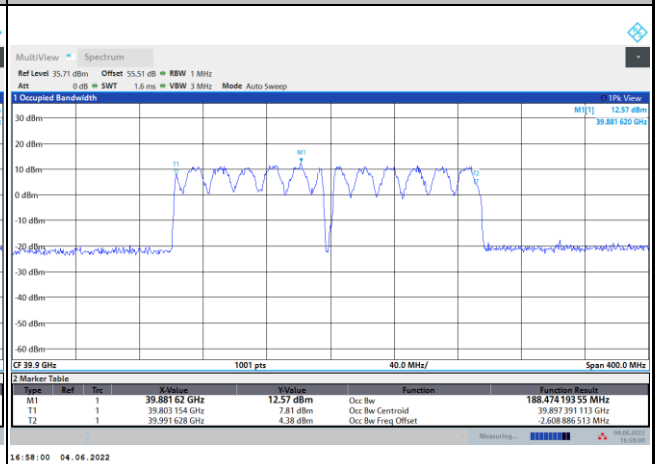 MultiView Spectrum
Ref Level 35.71 dBm Offset 55.51 dB RBW 1 MHz
Att 0 dB SWT 1.6 ms VBW 3 MHz Mode Auto Sweep
1 Occupied Bandwidth 1Pk View
M1[1] 12.57 dBm
39.881 620 GHz
30 dBm
20 dBm
M1
T1
T2
10 dBm
0 dBm
-10 dBm
-20 dBm
-30 dBm
-40 dBm
-50 dBm
-60 dBm
CF 39.9 GHz 1001 pts 40.0 MHz/ Span 400.0 MHz
2 Marker Table
Type Ref Trc X-Value Y-Value Function Function Result
M1 1 39.881 62 GHz 12.57 dBm Occ Bw 188.474 193 55 MHz
T1 1 39.803 154 GHz 7.81 dBm Occ Bw Centroid 39.897 391 113 GHz
T2 1 39.991 628 GHz 4.38 dBm Occ Bw Freq Offset -2.608 886 513 MHz
Measuring... 04.06.2022
16:58:00
16:58:00 04.06.2022